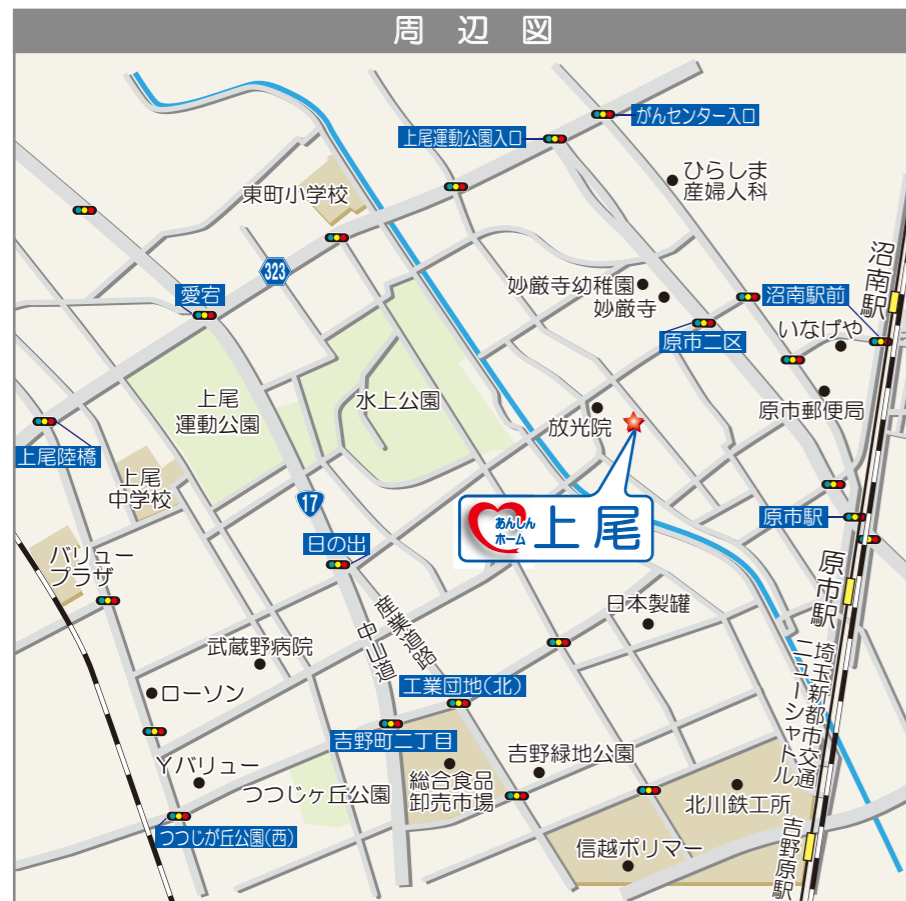 周辺図
がんセンター入口
上尾運動公園入口
ひらしま
産婦人科
東町小学校
沼南駅
323
妙厳寺幼稚園
妙厳寺
愛宕
沼南駅前
いなげや
原市二区
上尾
運動公園
水上公園
原市郵便局
放光院
上尾陸橋
上尾
中学校
17
あんしん
ホーム
上尾
原市駅
日の出
バリュー
プラザ
原市駅
産業道路
中山道
日本製罐
武蔵野病院
埼玉新都市交通
ニューシャトル
ローソン
工業団地(北)
吉野町二丁目
Yバリュー
総合食品
卸売市場
吉野緑地公園
つつじヶ丘公園
北川鉄工所
つつじが丘公園(西)
信越ポリマー
吉野原駅